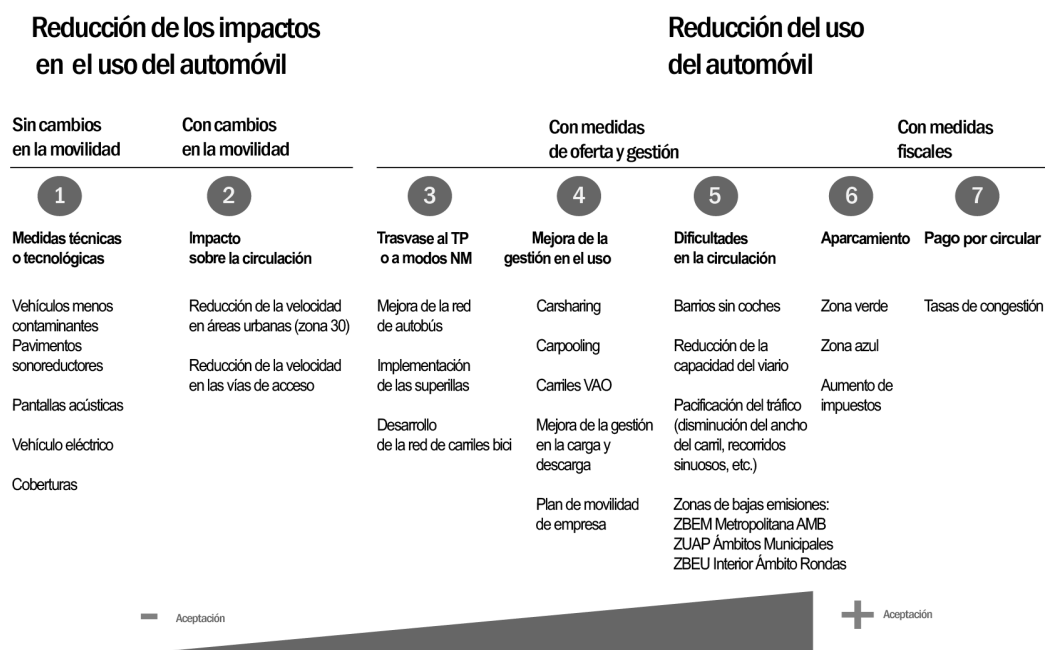 Reducción de los impactos
en el uso del automóvil
Reducción del uso
del automóvil
Sin cambios
en la movilidad
Con cambios
en la movilidad
Con medidas
de oferta y gestión
Con medidas
fiscales
1
Medidas técnicas
o tecnológicas
Vehículos menos
contaminantes
Pavimentos
sonoreductores
Pantallas acústicas
Vehículo eléctrico
Coberturas
2
Impacto
sobre la circulación
Reducción de la velocidad
en áreas urbanas (zona 30)
Reducción de la velocidad
en las vías de acceso
3
Trasvase al TP
o a modos NM
Mejora de la red
de autobús
Implementación
de las superillas
Desarrollo
de la red de carriles bici
4
Mejora de la
gestión en el uso
Carsharing
Carpooling
Carriles VAO
Mejora de la gestión
en la carga y
descarga
Plan de movilidad
de empresa
5
Dificultades
en la circulación
Barrios sin coches
Reducción de la
capacidad del viario
Pacificación del tráfico
(disminución del ancho
del carril, recorridos
sinuosos, etc.)
Zonas de bajas emisiones:
ZBEM Metropolitana AMB
ZUAP Ámbitos Municipales
ZBEU Interior Ámbito Rondas
6
Aparcamiento
Zona verde
Zona azul
Aumento de
impuestos
7
Pago por circular
Tasas de congestión
- Aceptación
+ Aceptación